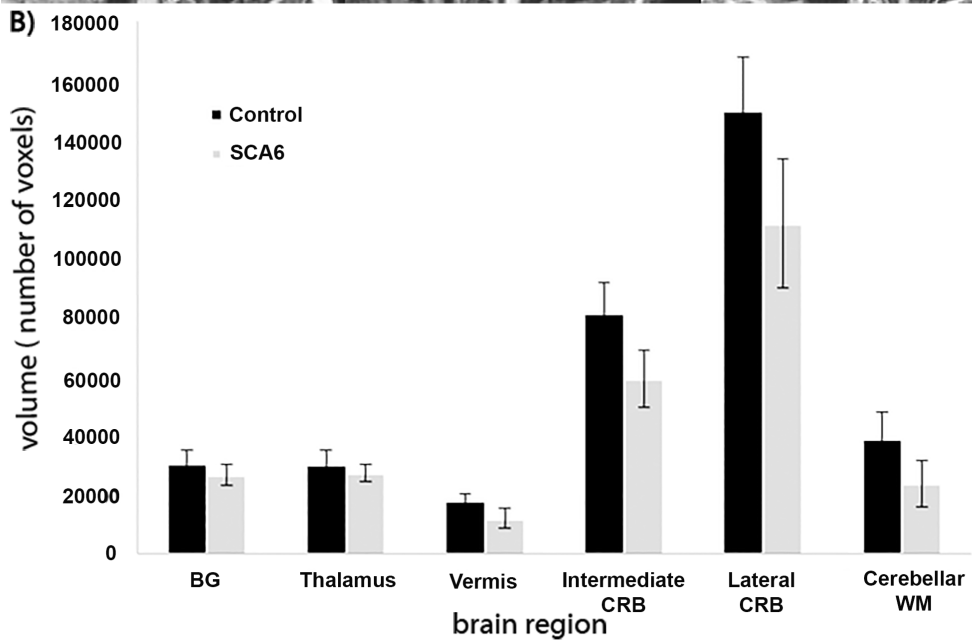 B)
180000
160000
140000
120000
100000
80000
60000
40000
20000
0
volume ( number of voxels)
Control
SCA6
BG
Thalamus
Vermis
Intermediate
CRB
Lateral
CRB
Cerebellar
WM
brain region